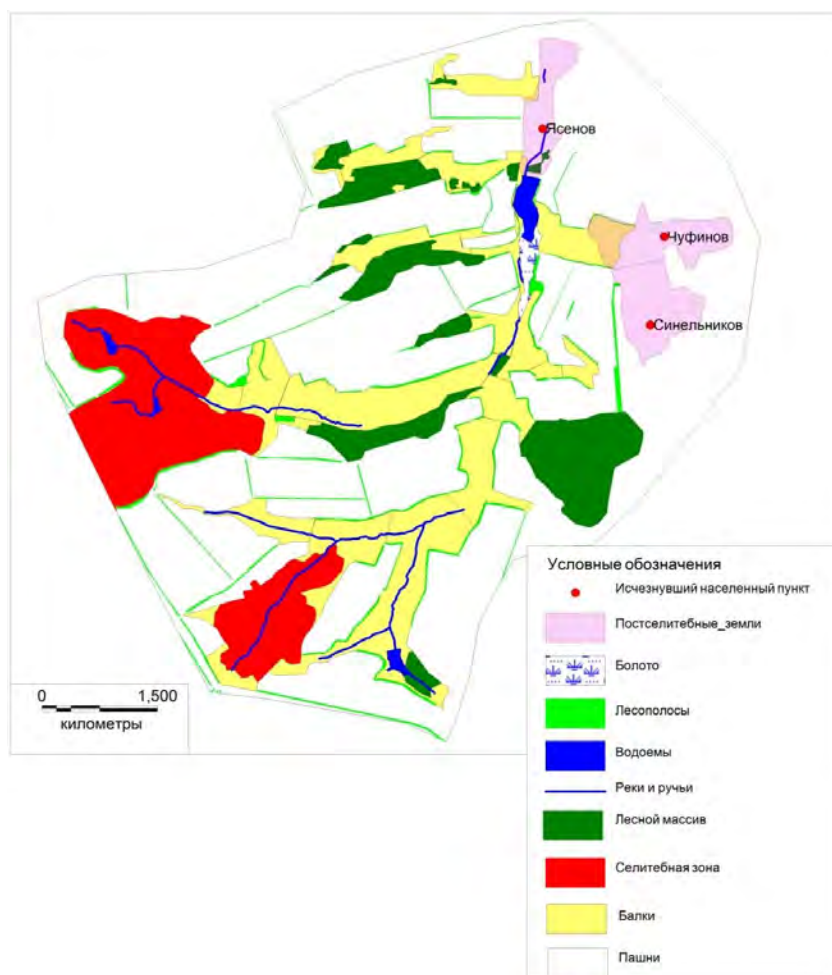 Ясенов
Чуфинов
Синельников
0 1,500
километры
Условные обозначения
Исчезнувший населенный пункт
Постселитебные_земли
Болото
Лесополосы
Водоемы
Реки и ручьи
Лесной массив
Селитебная зона
Балки
Пашни